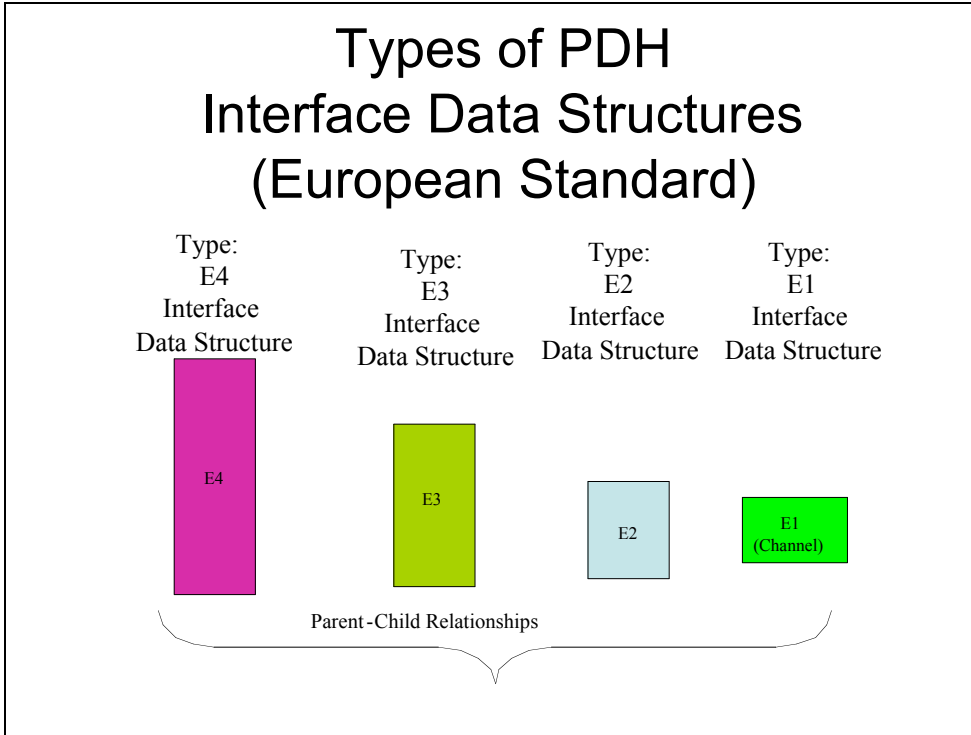 Types of PDH
Interface Data Structures
(European Standard)
Type:
E4
Interface
Data Structure
Type:
E3
Interface
Data Structure
Type:
E2
Interface
Data Structure
Type:
E1
Interface
Data Structure
E4
E3
E2
E1
(Channel)
Parent-Child Relationships